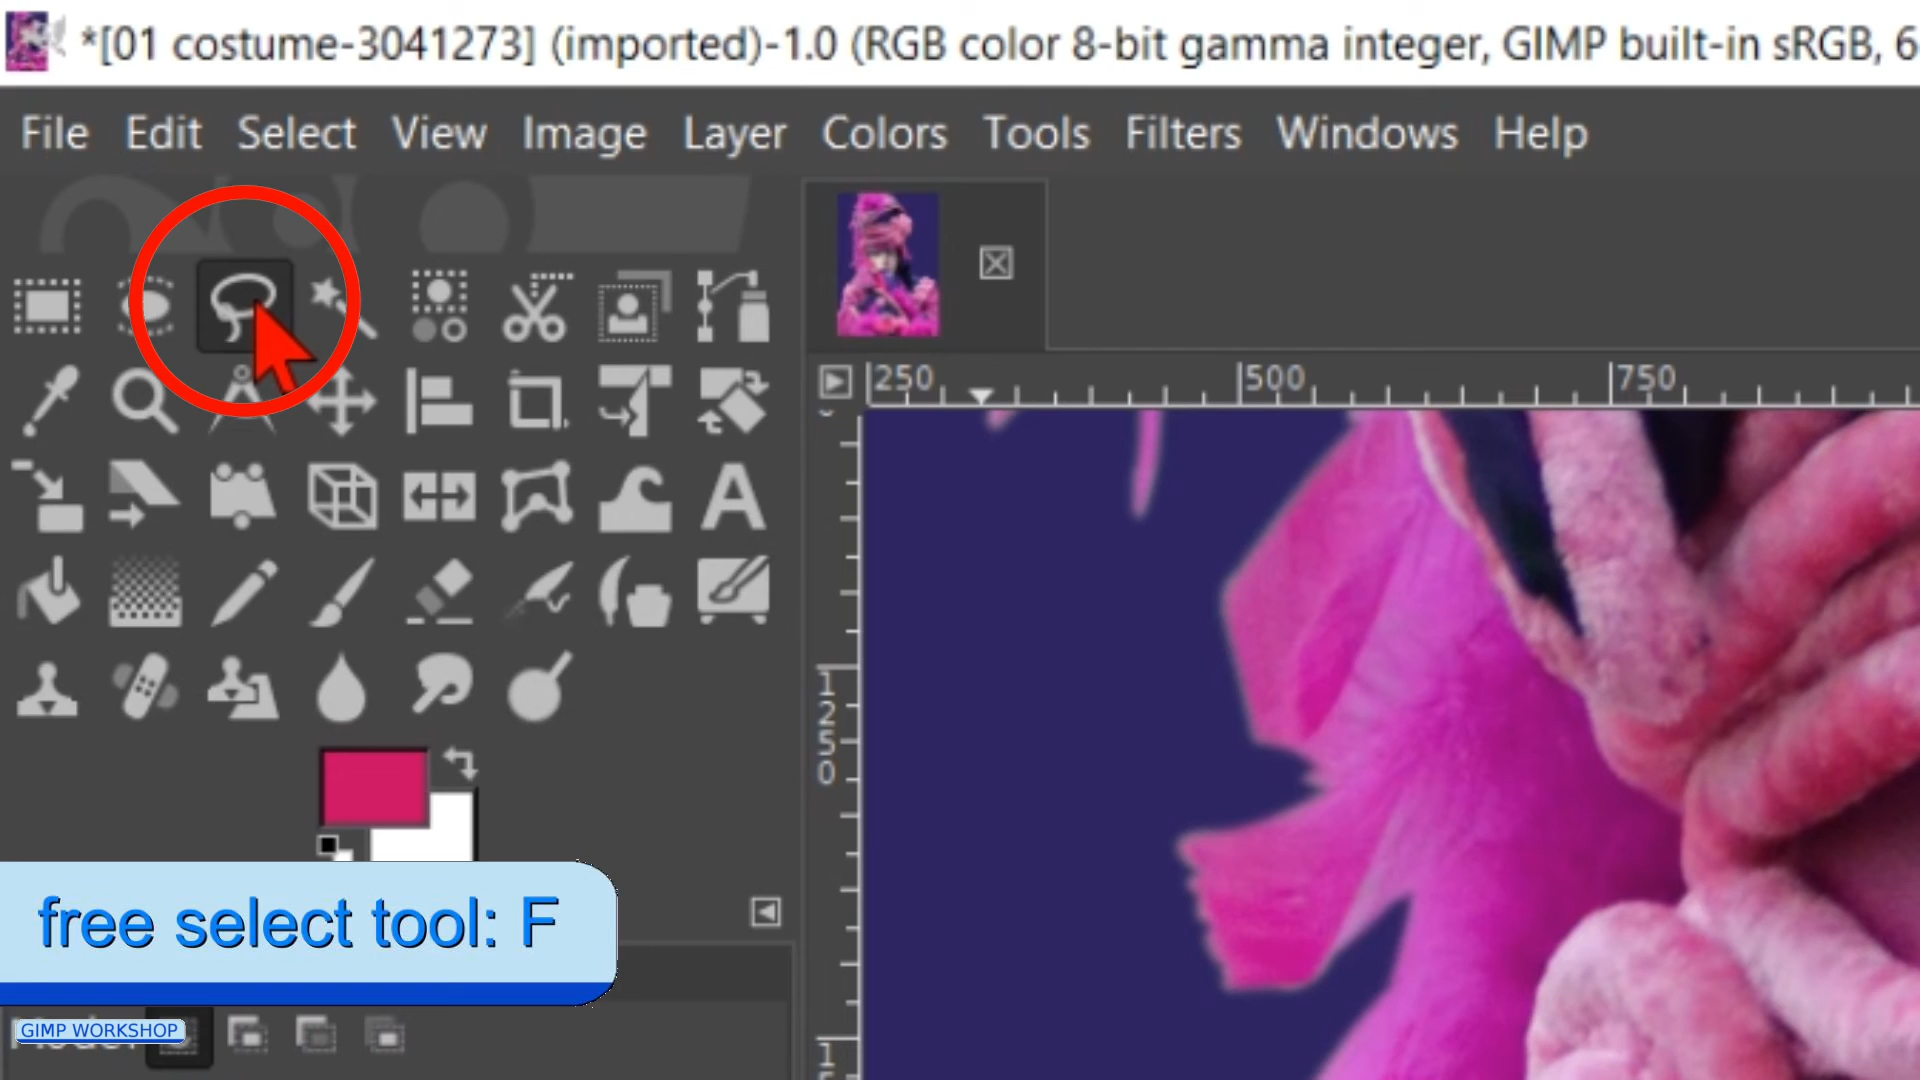 *[01 costume-3041273] (imported)-1.0 (RGB color 8-bit gamma integer, GIMP built-in sRGB, 6
File Edit Select View Image Layer Colors Tools Filters Windows Help
250 500 750
1250
free select tool: F
GIMP WORKSHOP